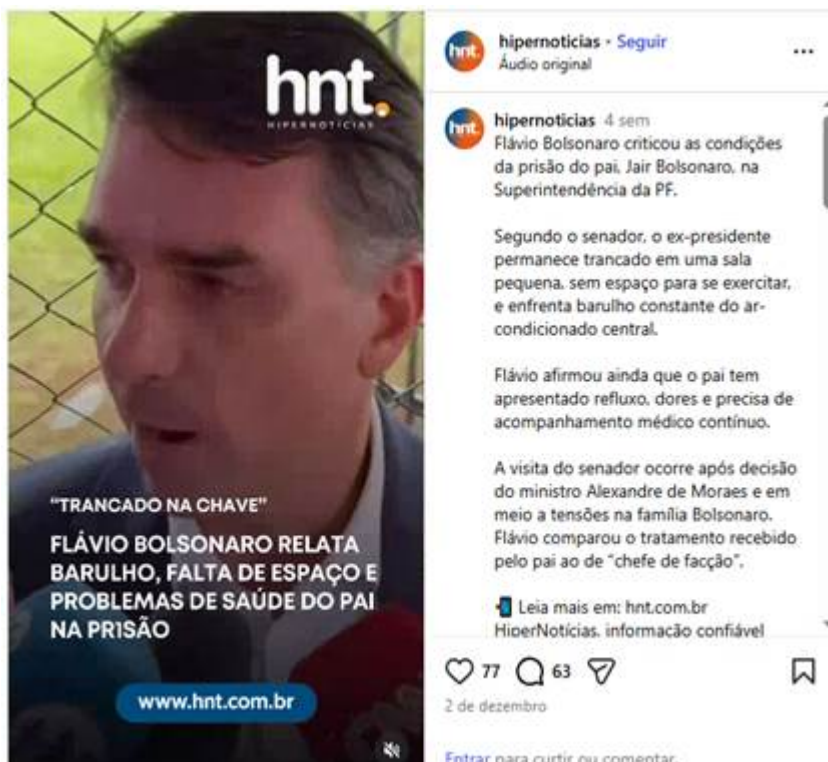 hnt.
HIPERNOTÍCIAS
"TRANCADO NA CHAVE"
FLÁVIO BOLSONARO RELATA
BARULHO, FALTA DE ESPAÇO E
PROBLEMAS DE SAÚDE DO PAI
NA PR1SÃO
www.hnt.com.br
hnt.
hipernoticias • Seguir
Áudio original
hnt.
hipernoticias 4 sem
Flávio Bolsonaro criticou as condições
da prisão do pai, Jair Bolsonaro, na
Superintendência da PF.
Segundo o senador, o ex-presidente
permanece trancado em uma sala
pequena, sem espaço para se exercitar,
e enfrenta barulho constante do ar-
condicionado central.
Flávio afirmou ainda que o pai tem
apresentado refluxo, dores e precisa de
acompanhamento médico contínuo.
A visita do senador ocorre após decisão
do ministro Alexandre de Moraes e em
meio a tensões na família Bolsonaro.
Flávio comparou o tratamento recebido
pelo pai ao de "chefe de facção".
Leia mais em: hnt.com.br
HiperNotícias, informação confiável
77 63
2 de dezembro
Entrar para curtir ou comentar.